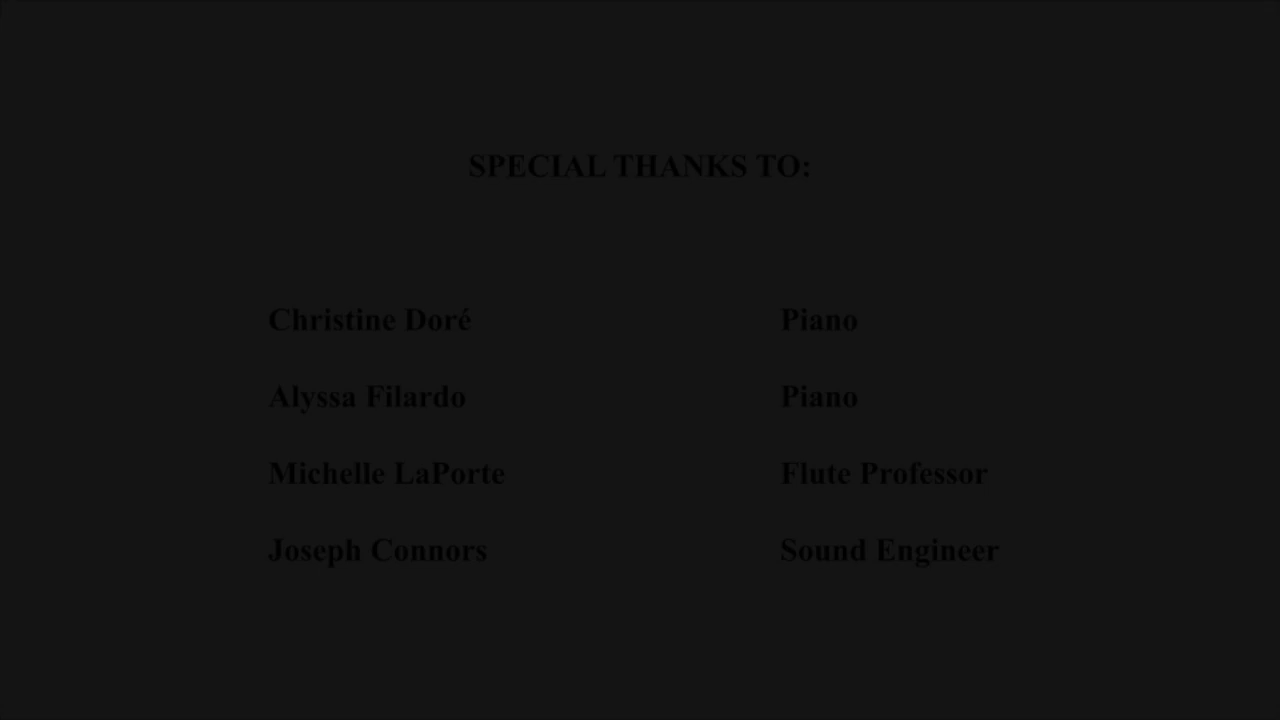 SPECIAL THANKS TO:
Christine Doré Piano
Alyssa Filardo Piano
Michelle LaPorte Flute Professor
Joseph Connors Sound Engineer